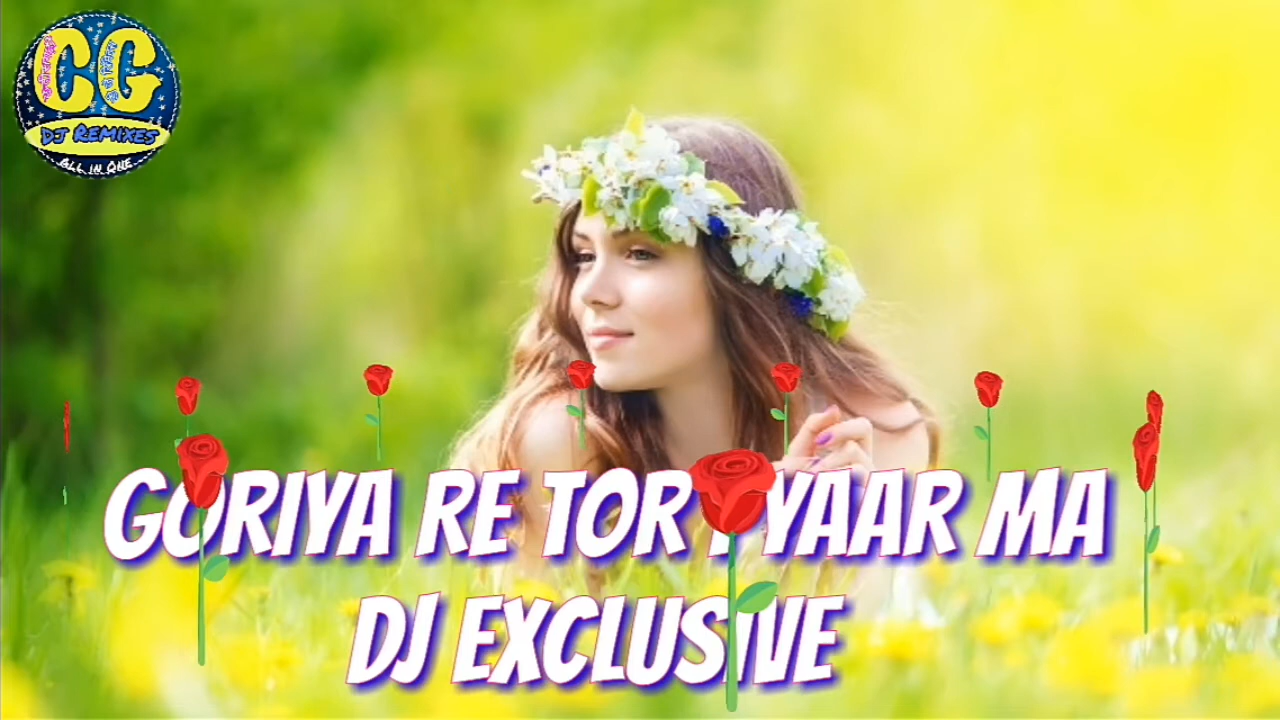 CG
DJ REMIXES
ALL IN ONE
GORIYA RE TOR PYAAR MA
DJ EXCLUSIVE